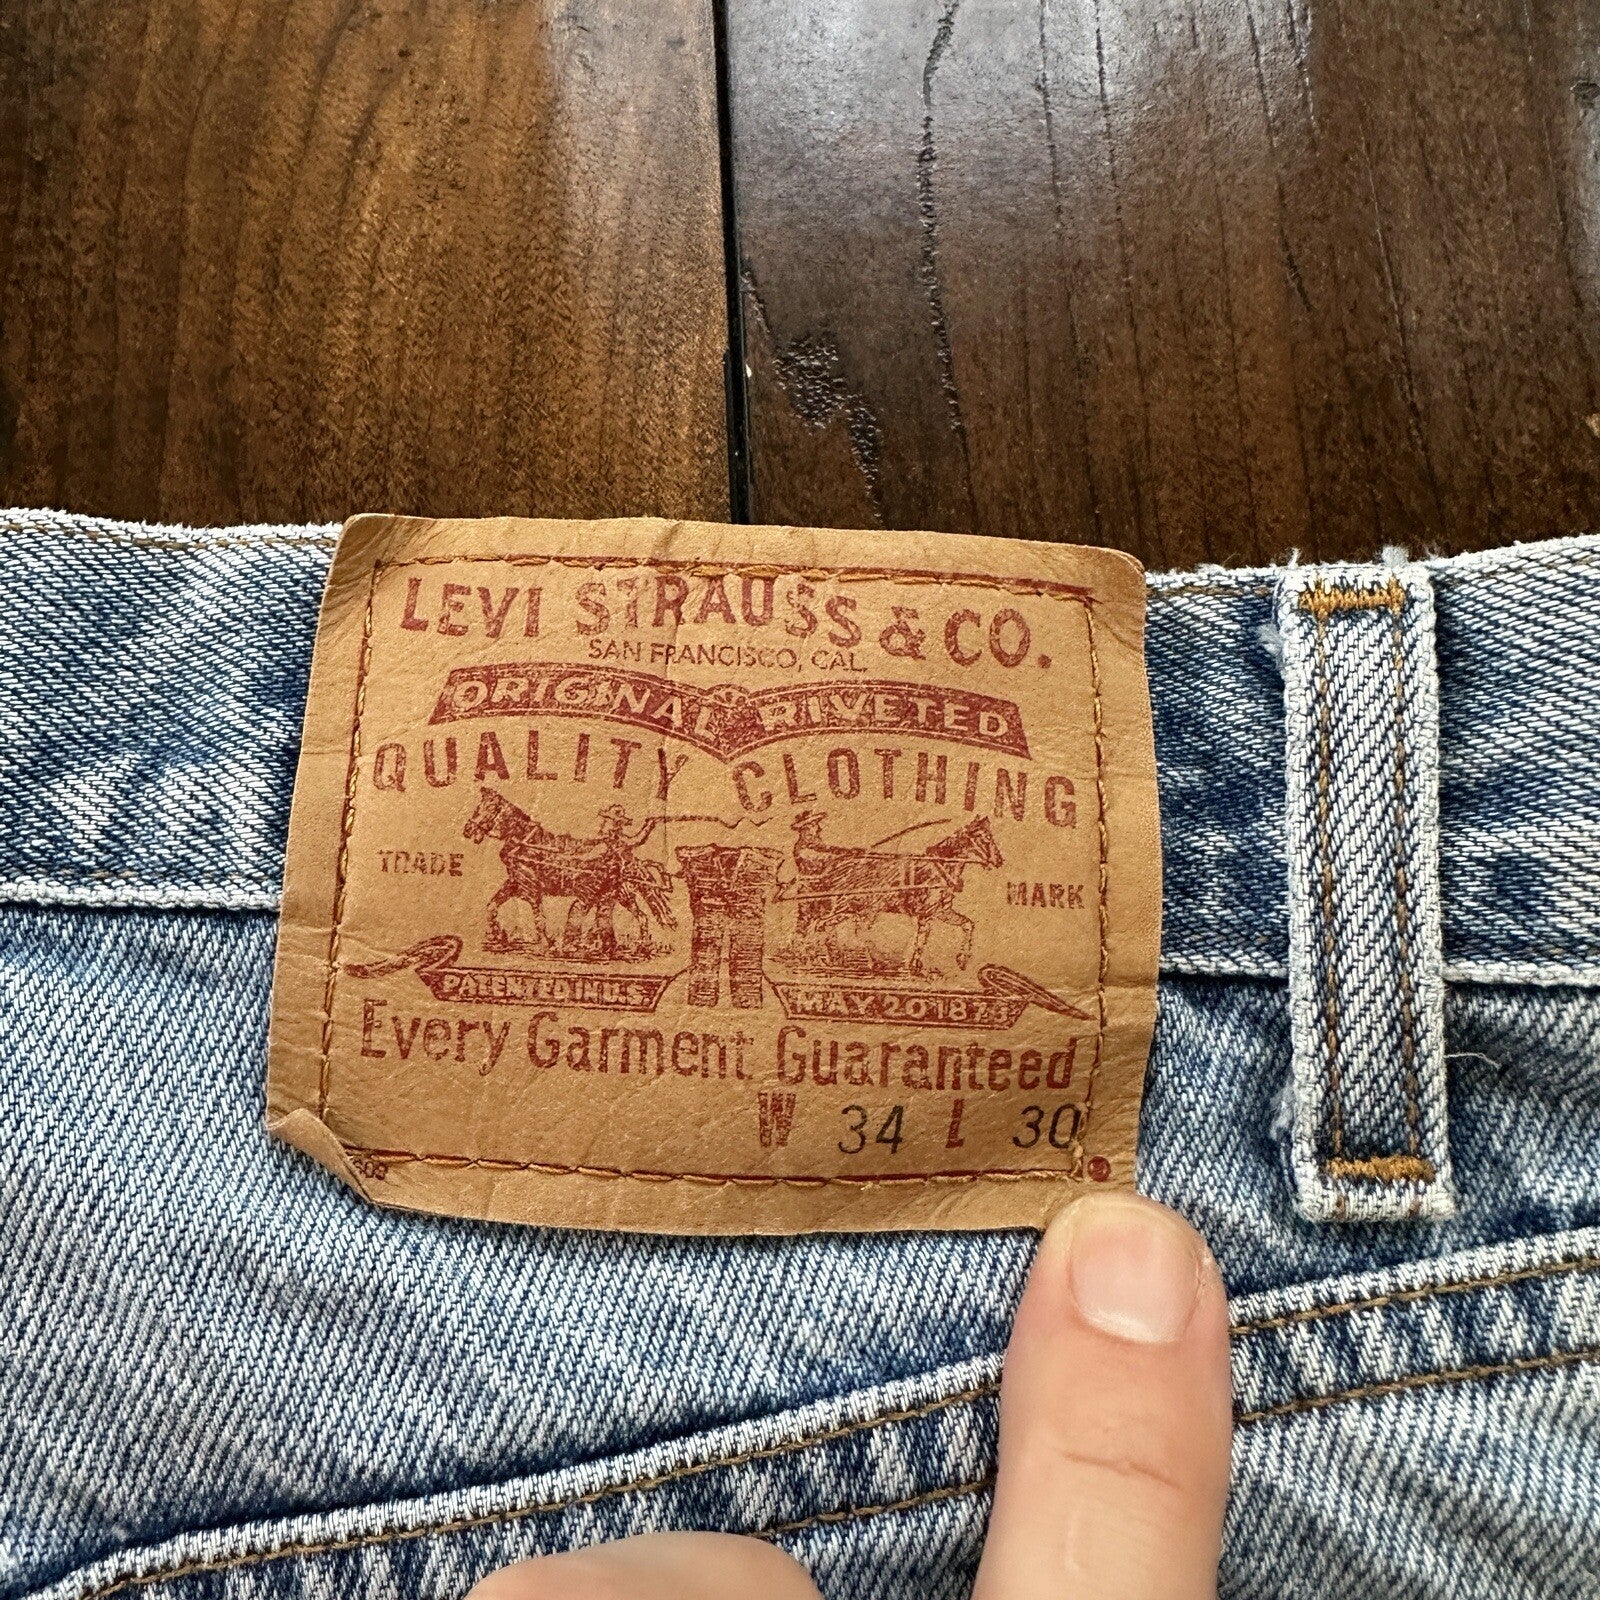 LEVI STRAUSS & CO.
SAN FRANCISCO, CAL.
ORIGINAL RIVETED
QUALITY CLOTHING
TRADE MARK
PATENTED IN U.S. MAY 20 1873
Every Garment Guaranteed
W 34 L 30